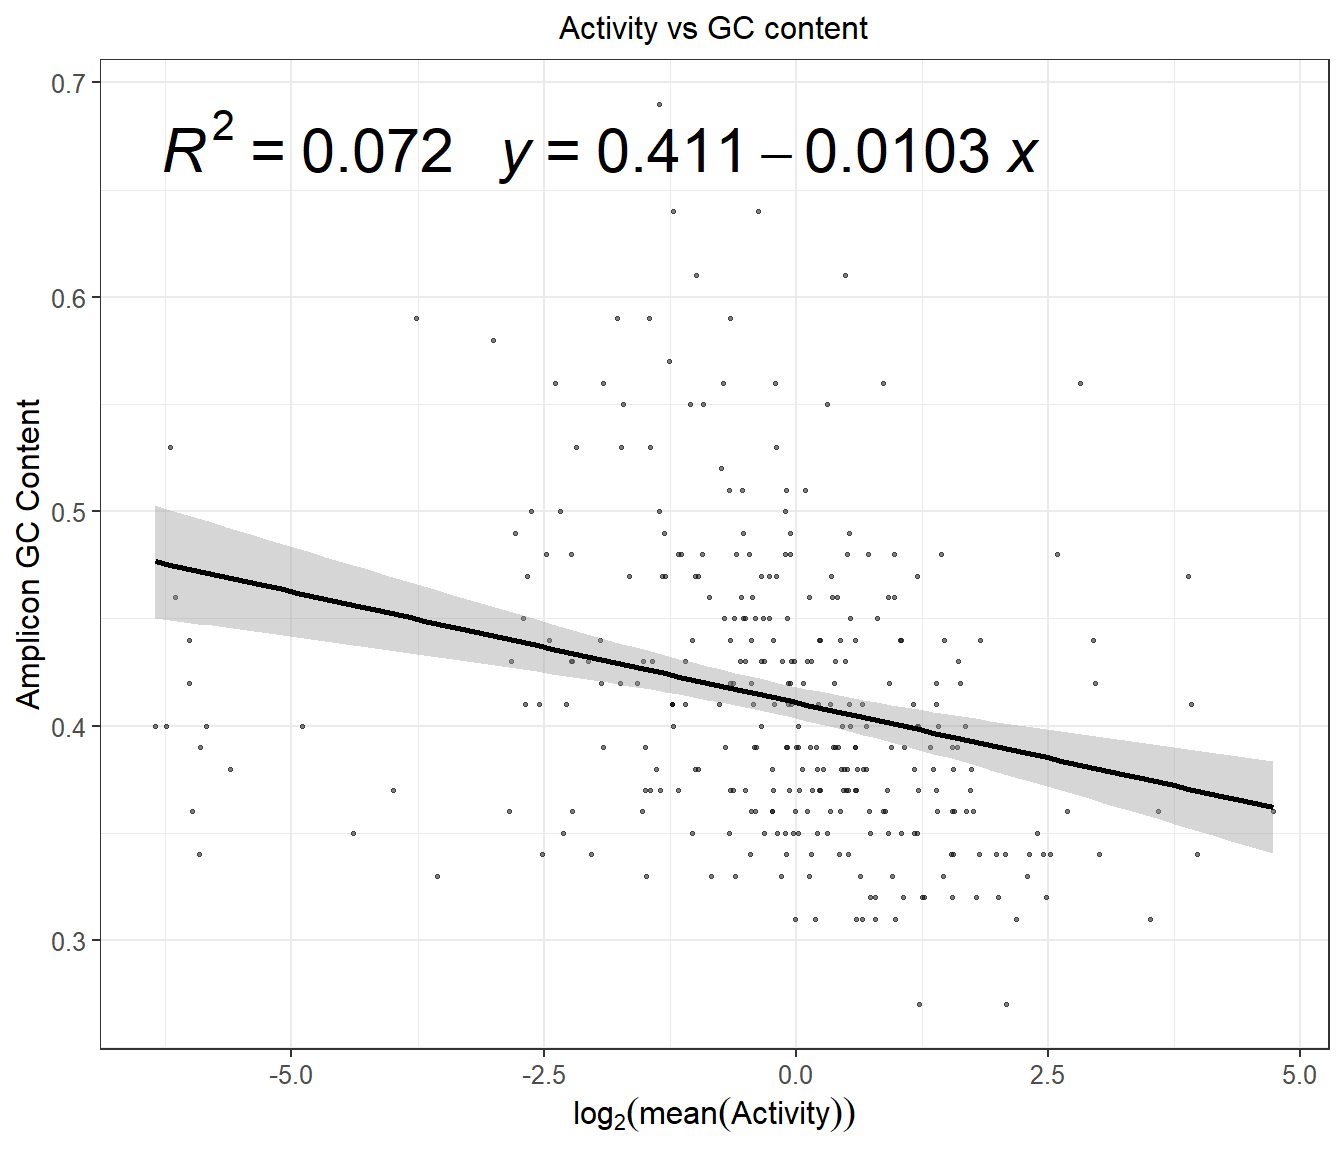 Activity vs GC content
R² = 0.072 y = 0.411 – 0.0103 x
Amplicon GC Content
0.7
0.6
0.5
0.4
0.3
-5.0 -2.5 0.0 2.5 5.0
log₂(mean(Activity))